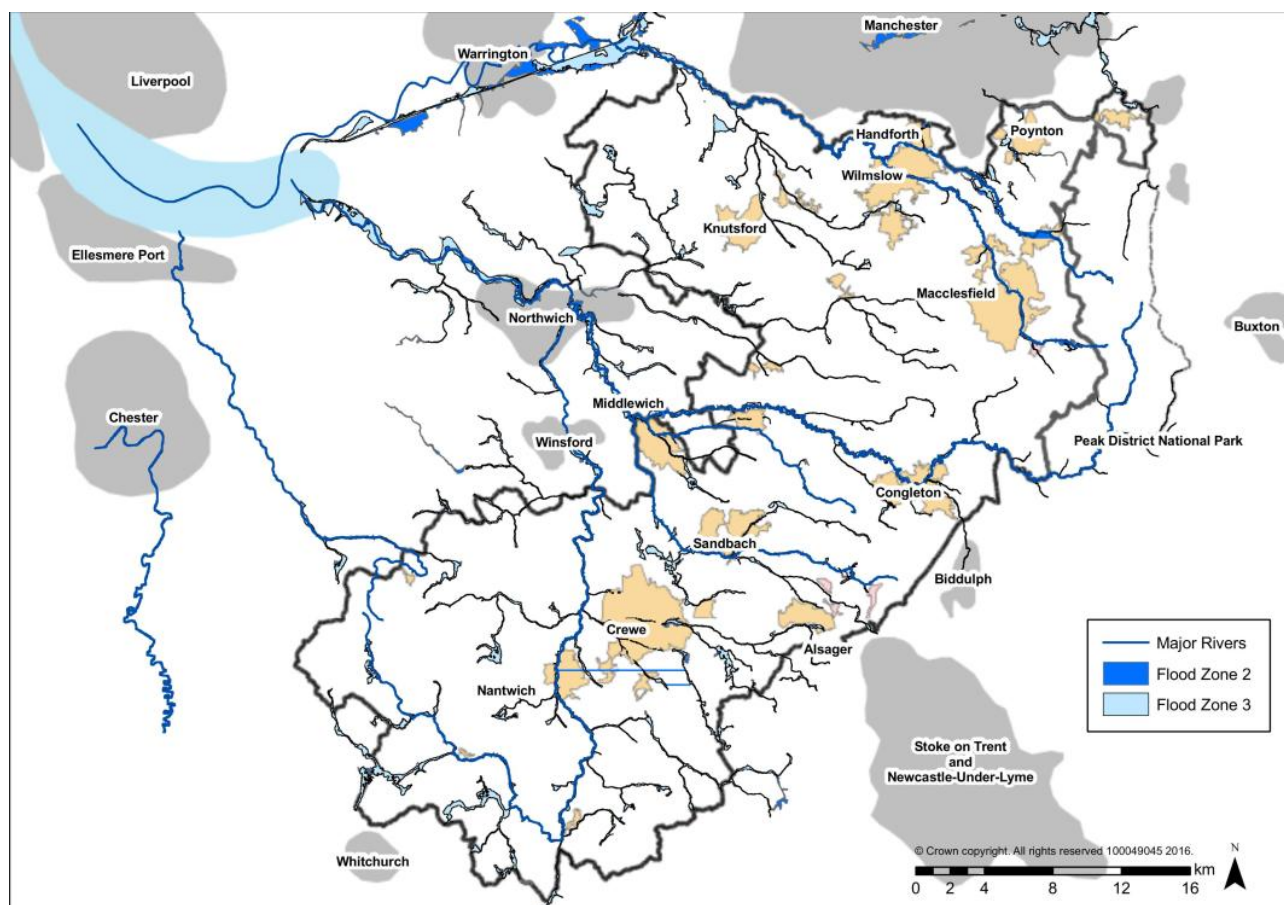 Manchester
Warrington
Liverpool
Handforth
Poynton
Wilmslow
Knutsford
Ellesmere Port
Macclesfield
Northwich
Buxton
Middlewich
Chester
Winsford
Peak District National Park
Congleton
Sandbach
Biddulph
Crewe
Alsager
Nantwich
Major Rivers
Flood Zone 2
Flood Zone 3
Stoke on Trent
and
Newcastle-Under-Lyme
Whitchurch
© Crown copyright. All rights reserved 100049045 2016.
N
km
0 2 4 8 12 16